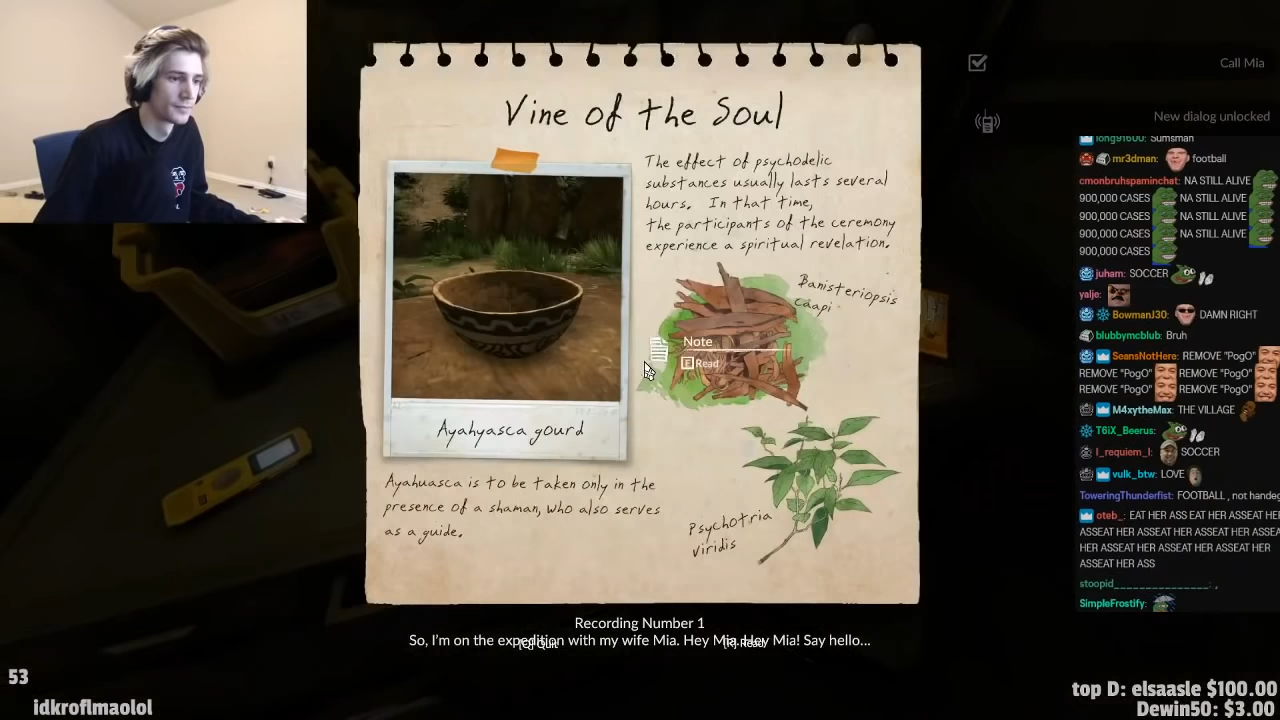 Call Mia
New dialog unlocked
Vine of the Soul
The effect of psychodelic
substances usually lasts several
hours. In that time,
the participants of the ceremony
experience a spiritual revelation.
Banisteriopsis
caapi
Note
E Read
Ayahyasca gourd
Ayahuasca is to be taken only in the
presence of a shaman, who also serves
as a guide.
Psychotria
viridis
Recording Number 1
So, I'm on the expedition with my wife Mia. Hey Mia. Hey Mia! Say hello...
Quit
Read
long91600: Sumsman
mr3dman: football
cmonbruhspaminchat: NA STILL ALIVE
900,000 CASES NA STILL ALIVE
900,000 CASES NA STILL ALIVE
900,000 CASES NA STILL ALIVE
900,000 CASES
juham: SOCCER
yalje:
BowmanJ30: DAMN RIGHT
blubbymcblub: Bruh
SeansNotHere: REMOVE "PogO"
REMOVE "PogO" REMOVE "PogO"
REMOVE "PogO" REMOVE "PogO"
M4xytheMax: THE VILLAGE
T6iX_Beerus:
I_requiem_I: SOCCER
vulk_btw: LOVE
ToweringThunderfist: FOOTBALL , not handeg
oteb_: EAT HER ASS EAT HER ASSEAT HER
ASSEAT HER ASSEAT HER ASSEAT HER ASSEA
HER ASSEAT HER ASSEAT HER ASSEAT HER
ASSEAT HER ASS
stoopid_______________: ,
SimpleFrostify:
53
idkroflmaolol
top D: elsaasle $100.00
Dewin50: $3.00